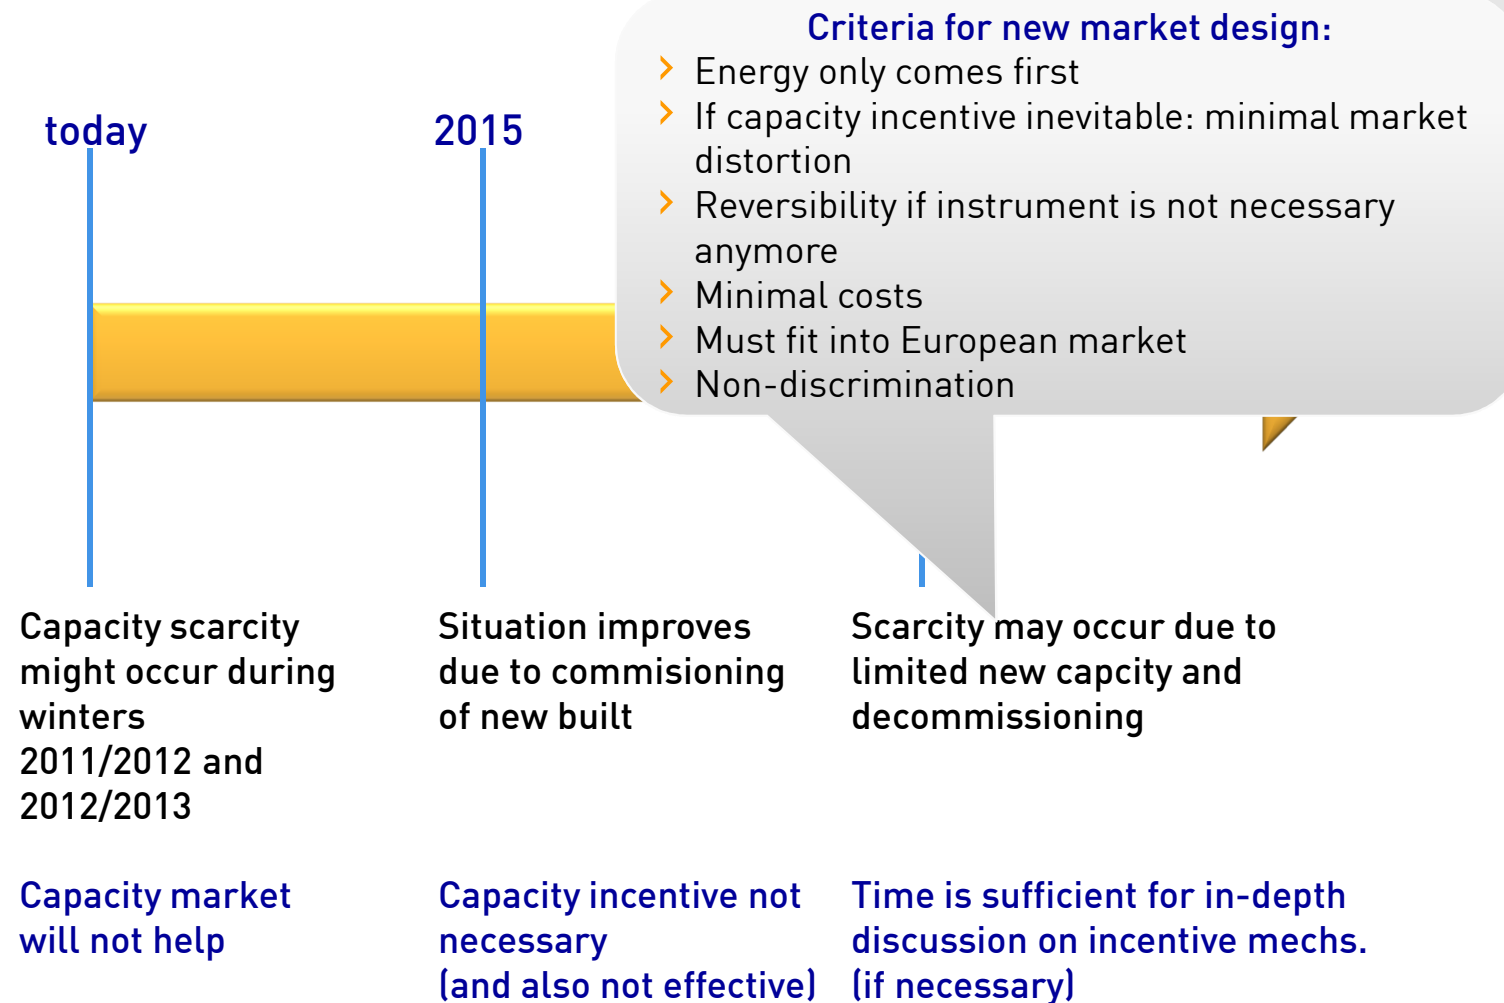 Criteria for new market design:
Energy only comes first
If capacity incentive inevitable: minimal market
distortion
Reversibility if instrument is not necessary
anymore
Minimal costs
Must fit into European market
Non-discrimination
today
2015
Capacity scarcity
might occur during
winters
2011/2012 and
2012/2013
Capacity market
will not help
Situation improves
due to commisioning
of new built
Capacity incentive not
necessary
(and also not effective)
Scarcity may occur due to
limited new capcity and
decommissioning
Time is sufficient for in-depth
discussion on incentive mechs.
(if necessary)